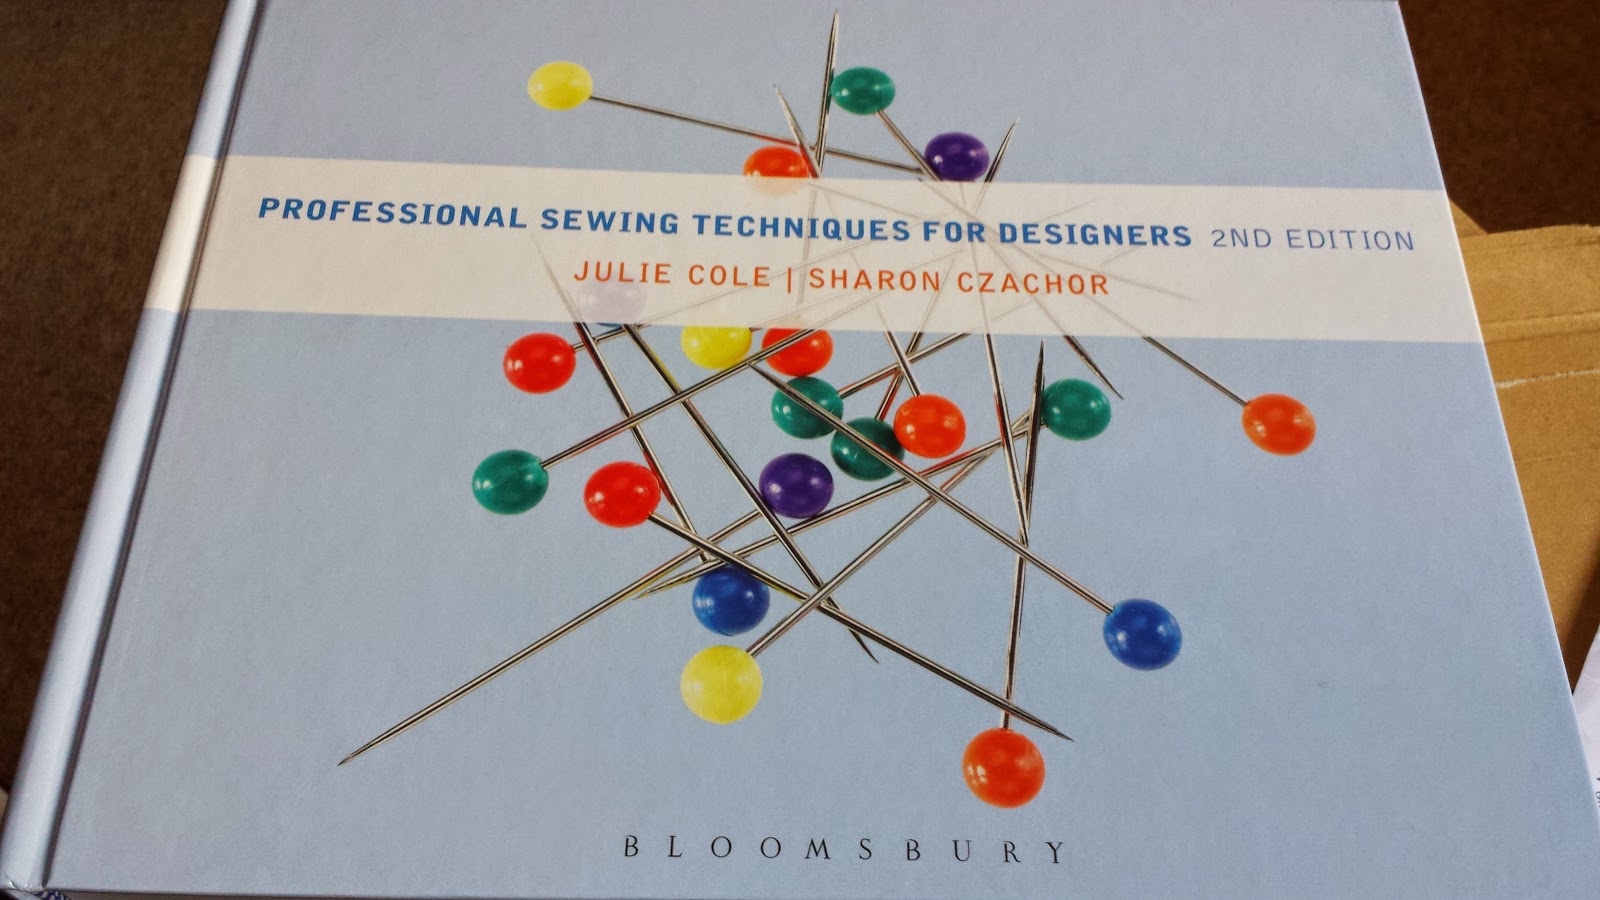 PROFESSIONAL SEWING TECHNIQUES FOR DESIGNERS 2ND EDITION
JULIE COLE | SHARON CZACHOR
BLOOMSBURY